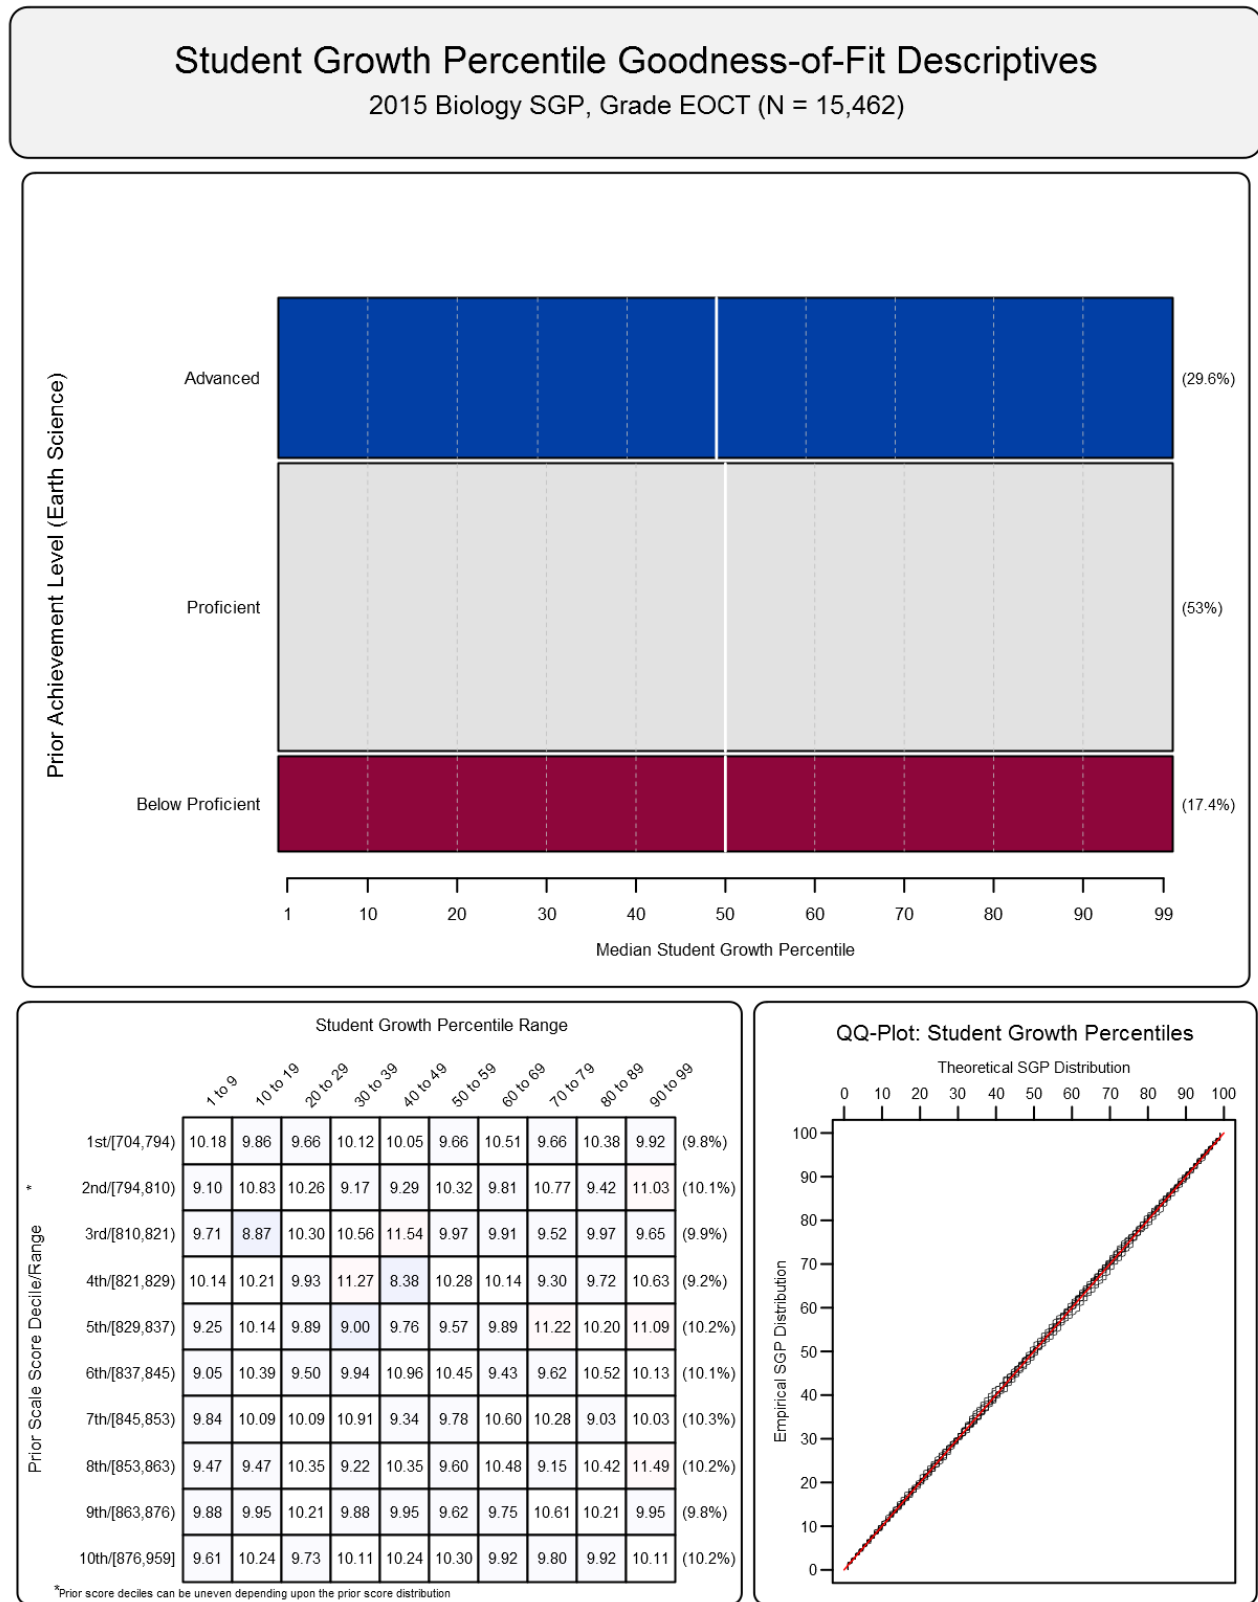 Student Growth Percentile Goodness-of-Fit Descriptives
2015 Biology SGP, Grade EOCT (N = 15,462)
Prior Achievement Level (Earth Science)
Advanced
(29.6%)
Proficient
(53%)
Below Proficient
(17.4%)
1 10 20 30 40 50 60 70 80 90 99
Median Student Growth Percentile
Student Growth Percentile Range
1 to 9 10 to 19 20 to 29 30 to 39 40 to 49 50 to 59 60 to 69 70 to 79 80 to 89 90 to 99
Prior Scale Score Decile/Range *
1st/[704,794) 10.18 9.86 9.66 10.12 10.05 9.66 10.51 9.66 10.38 9.92 (9.8%)
2nd/[794,810) 9.10 10.83 10.26 9.17 9.29 10.32 9.81 10.77 9.42 11.03 (10.1%)
3rd/[810,821) 9.71 8.87 10.30 10.56 11.54 9.97 9.91 9.52 9.97 9.65 (9.9%)
4th/[821,829) 10.14 10.21 9.93 11.27 8.38 10.28 10.14 9.30 9.72 10.63 (9.2%)
5th/[829,837) 9.25 10.14 9.89 9.00 9.76 9.57 9.89 11.22 10.20 11.09 (10.2%)
6th/[837,845) 9.05 10.39 9.50 9.94 10.96 10.45 9.43 9.62 10.52 10.13 (10.1%)
7th/[845,853) 9.84 10.09 10.09 10.91 9.34 9.78 10.60 10.28 9.03 10.03 (10.3%)
8th/[853,863) 9.47 9.47 10.35 9.22 10.35 9.60 10.48 9.15 10.42 11.49 (10.2%)
9th/[863,876) 9.88 9.95 10.21 9.88 9.95 9.62 9.75 10.61 10.21 9.95 (9.8%)
10th/[876,959] 9.61 10.24 9.73 10.11 10.24 10.30 9.92 9.80 9.92 10.11 (10.2%)
*Prior score deciles can be uneven depending upon the prior score distribution
QQ-Plot: Student Growth Percentiles
Theoretical SGP Distribution
0 10 20 30 40 50 60 70 80 90 100
Empirical SGP Distribution
100
90
80
70
60
50
40
30
20
10
0